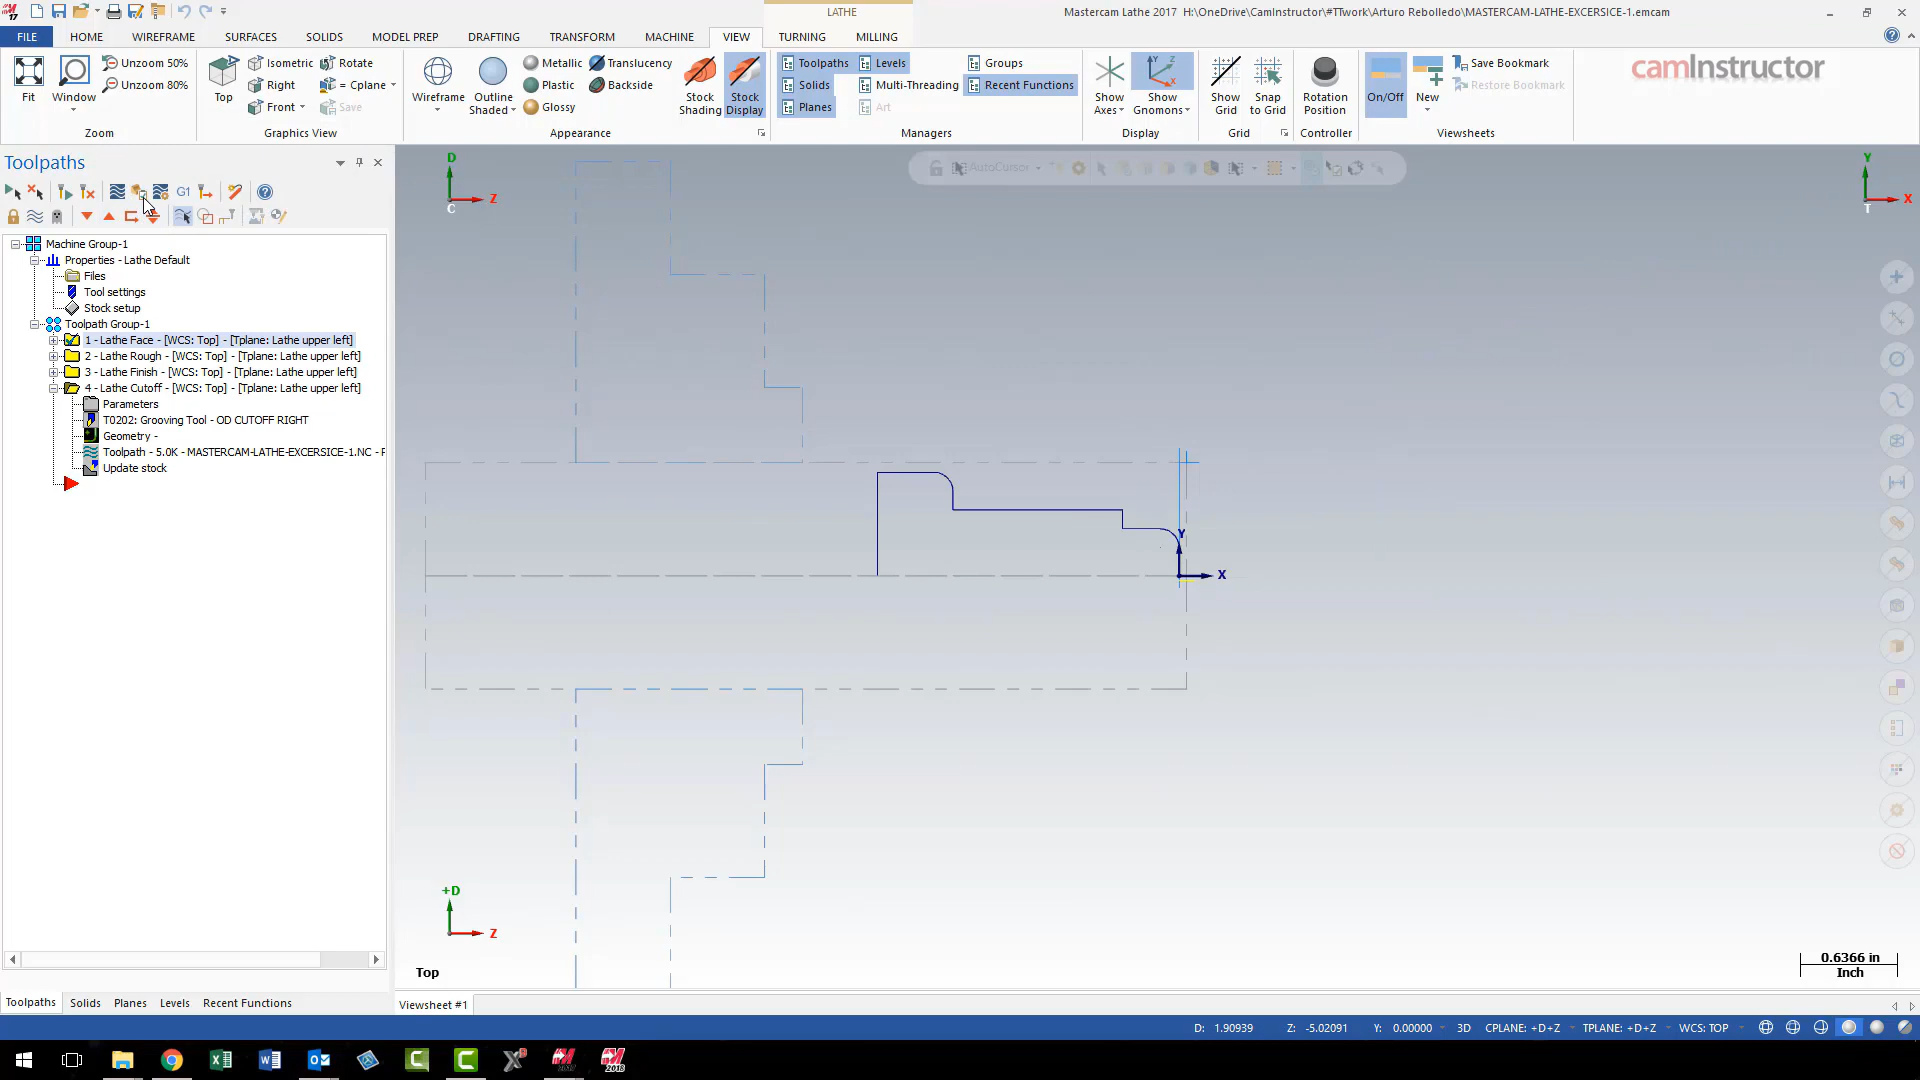 LATHE
Mastercam Lathe 2017 H:\OneDrive\CamInstructor\#TTwork\Arturo Rebolledo\MASTERCAM-LATHE-EXCERSICE-1.emcam
FILE HOME WIREFRAME SURFACES SOLIDS MODEL PREP DRAFTING TRANSFORM MACHINE VIEW TURNING MILLING
Fit
Window
Unzoom 50%
Unzoom 80%
Zoom
Top
Isometric
Right
Front
Rotate
= Cplane
Save
Graphics View
Wireframe
Outline Shaded
Metallic
Plastic
Glossy
Translucency
Backside
Stock Shading
Stock Display
Appearance
Toolpaths
Solids
Planes
Levels
Multi-Threading
Art
Groups
Recent Functions
Managers
Show Axes
Show Gnomons
Display
Show Grid
Snap to Grid
Grid
Rotation Position
Controller
On/Off
New
Save Bookmark
Restore Bookmark
Viewsheets
camInstructor
Toolpaths
G1
AutoCursor
Machine Group-1
Properties - Lathe Default
Files
Tool settings
Stock setup
Toolpath Group-1
1 - Lathe Face - [WCS: Top] - [Tplane: Lathe upper left]
2 - Lathe Rough - [WCS: Top] - [Tplane: Lathe upper left]
3 - Lathe Finish - [WCS: Top] - [Tplane: Lathe upper left]
4 - Lathe Cutoff - [WCS: Top] - [Tplane: Lathe upper left]
Parameters
T0202: Grooving Tool - OD CUTOFF RIGHT
Geometry -
Toolpath - 5.0K - MASTERCAM-LATHE-EXCERSICE-1.NC - P
Update stock
D
Z
C
Y
X
T
Y
X
+D
Z
Top
0.6366 in
Inch
Toolpaths Solids Planes Levels Recent Functions
Viewsheet #1
D: 1.90939 Z: -5.02091 Y: 0.00000 3D CPLANE: +D+Z TPLANE: +D+Z WCS: TOP